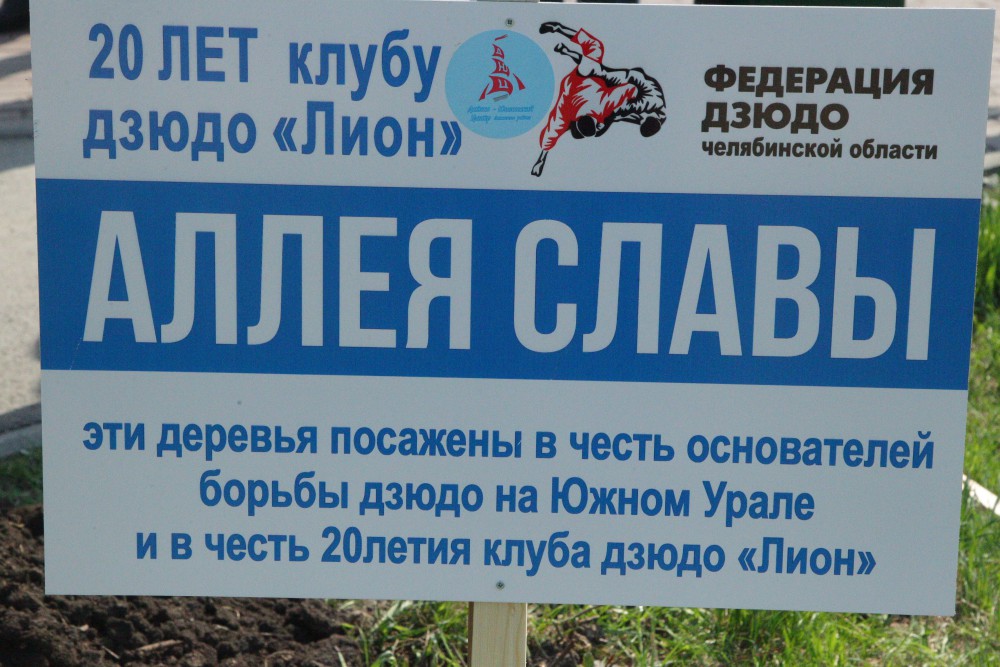 20 ЛЕТ клубу
дзюдо «Лион»
ФЕДЕРАЦИЯ
ДЗЮДО
челябинской области
АЛЛЕЯ СЛАВЫ
эти деревья посажены в честь основателей
борьбы дзюдо на Южном Урале
и в честь 20летия клуба дзюдо «Лион»